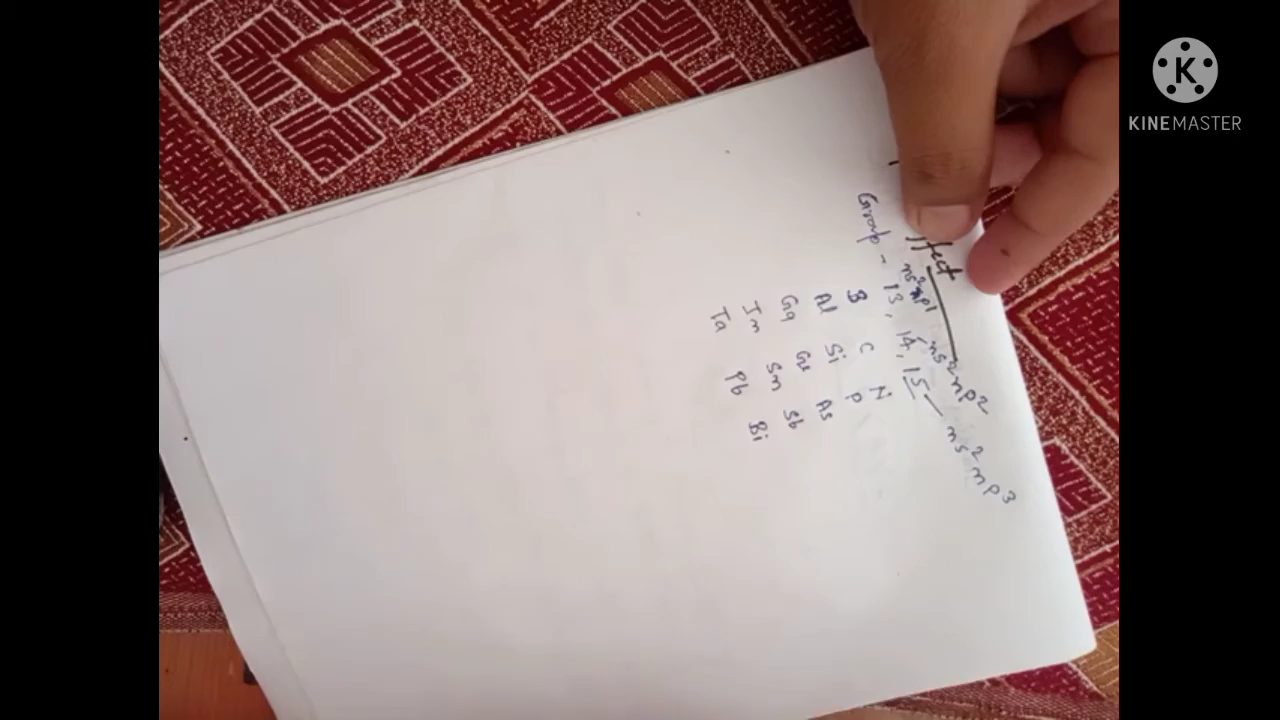 ffect
ns²np1 ns²np2
Group - 13, 14, 15 - ns²np3
B C N
Al Si P
Ga Ge As
In Sn Sb
Ta Pb Bi
KINEMASTER